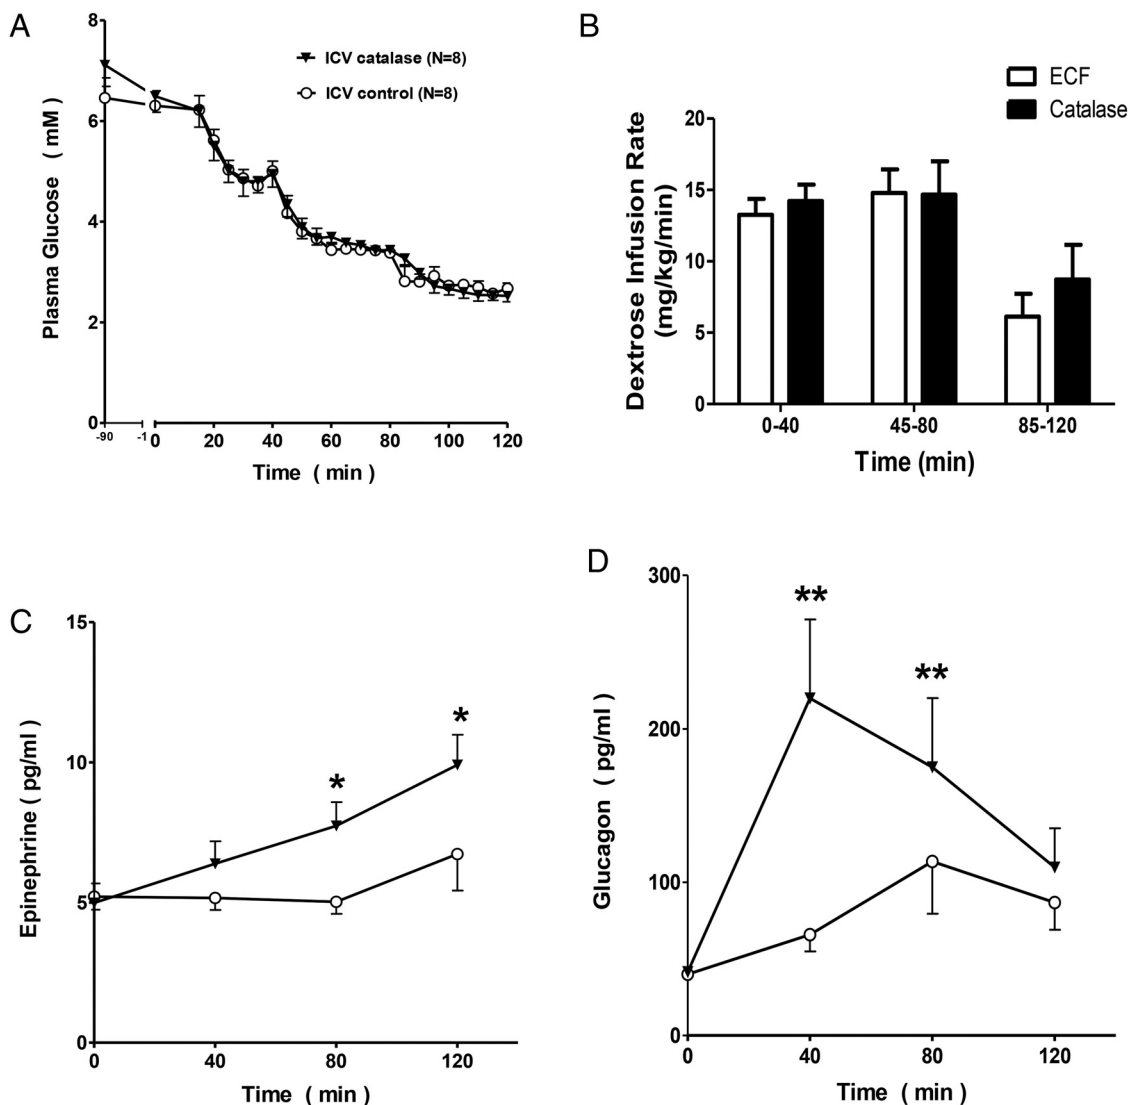 A
8
6
4
2
0
Plasma Glucose ( mM )
ICV catalase (N=8)
ICV control (N=8)
-90 -1 0 20 40 60 80 100 120
Time ( min )
B
ECF
Catalase
20
15
10
5
0
Dextrose Infusion Rate
(mg/kg/min)
0-40 45-80 85-120
Time (min)
C
15
10
5
0
Epinephrine ( pg/ml )
*
*
0 40 80 120
Time ( min )
D
300
200
100
0
Glucagon ( pg/ml )
**
**
0 40 80 120
Time ( min )